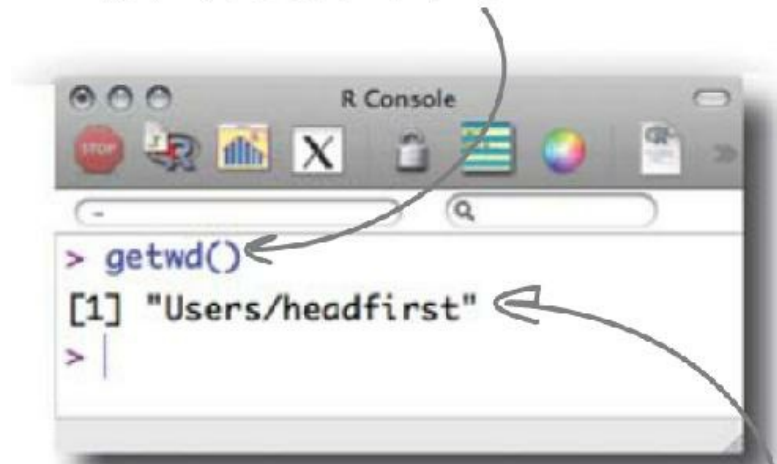 R Console
STOP
X
> getwd()
[1] "Users/headfirst"
>